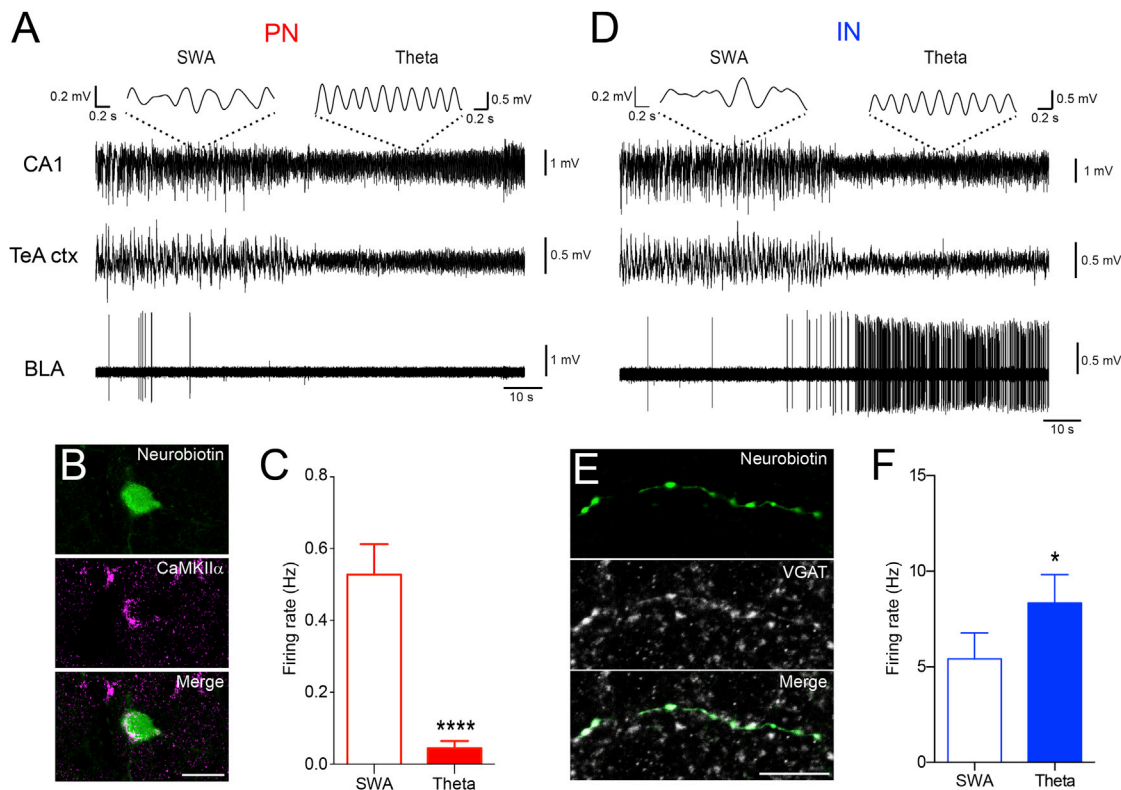 A
PN
SWA
Theta
0.2 mV
0.2 s
0.5 mV
0.2 s
CA1
1 mV
TeA ctx
0.5 mV
BLA
1 mV
10 s
D
IN
SWA
Theta
0.2 mV
0.2 s
0.5 mV
0.2 s
1 mV
0.5 mV
0.5 mV
10 s
B
Neurobiotin
CaMKIIα
Merge
C
Firing rate (Hz)
0.8
0.6
0.4
0.2
0.0
****
SWA
Theta
E
Neurobiotin
VGAT
Merge
F
Firing rate (Hz)
15
10
5
0
*
SWA
Theta